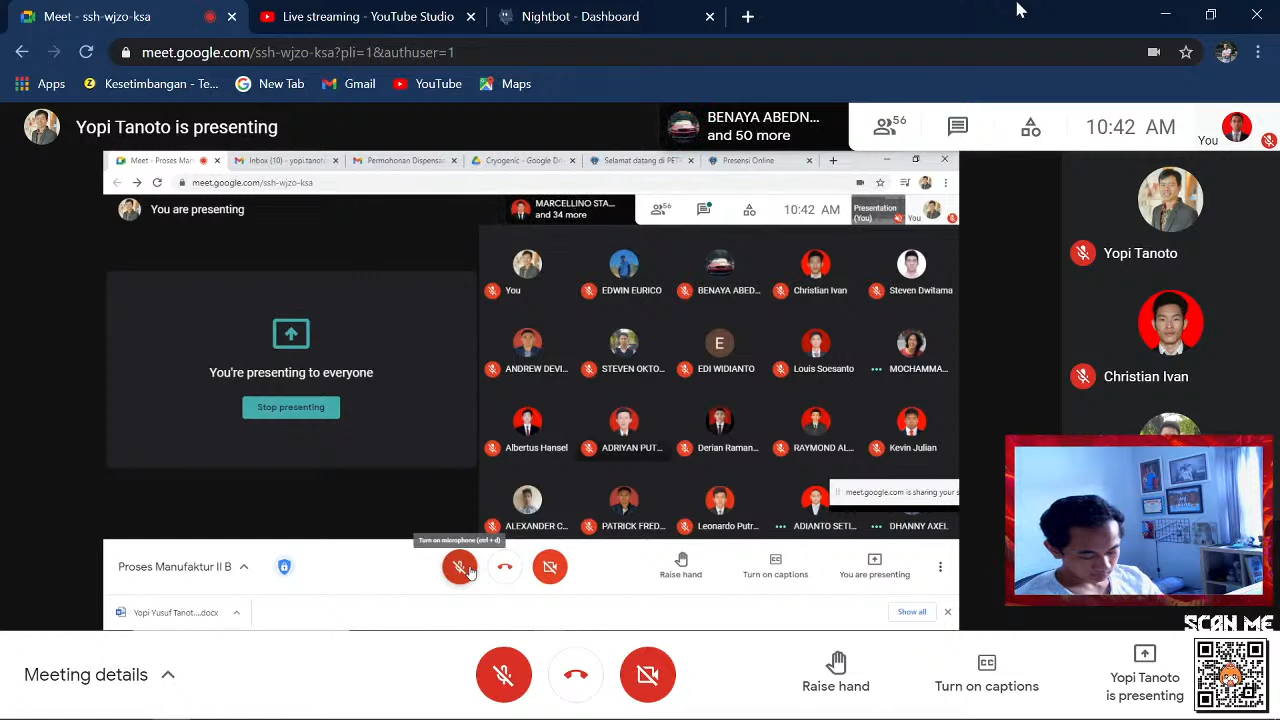 Meet - ssh-wjzo-ksa
Live streaming - YouTube Studio
Nightbot - Dashboard
meet.google.com/ssh-wjzo-ksa?pli=1&authuser=1
Apps
Kesetimbangan - Te...
New Tab
Gmail
YouTube
Maps
Yopi Tanoto is presenting
BENAYA ABEDN...
and 50 more
56
10:42 AM
You
Meet - Proses Man
Inbox (10) - yopi.tanoto
Permohonan Dispensa
Cryogenic - Google Dri
Selamat datang di PETK
Presensi Online
meet.google.com/ssh-wjzo-ksa
You are presenting
MARCELLINO STA...
and 34 more
56
10:42 AM
Presentation
(You)
You
You
EDWIN EURICO
BENAYA ABED...
Christian Ivan
Steven Dwitama
ANDREW DEVI...
STEVEN OKTO...
E
EDI WIDIANTO
Louis Soesanto
MOCHAMMA...
Albertus Hansel
ADRIYAN PUT...
Derian Raman...
RAYMOND AL...
Kevin Julian
ALEXANDER C...
PATRICK FRED...
Leonardo Putr...
ADIANTO SETI...
DHANNY AXEL
You're presenting to everyone
Stop presenting
meet.google.com is sharing your s
Turn on microphone (ctrl + d)
Proses Manufaktur II B
Raise hand
Turn on captions
You are presenting
Yopi Yusuf Tanot....docx
Show all
Yopi Tanoto
Christian Ivan
SCAN ME
Meeting details
Raise hand
Turn on captions
Yopi Tanoto
is presenting